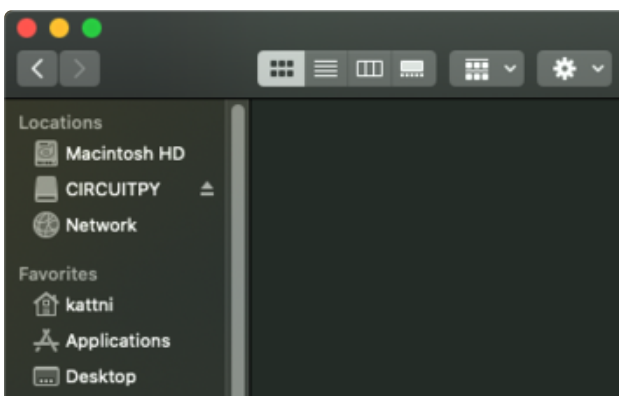 Locations
Macintosh HD
CIRCUITPY
Network
Favorites
kattni
Applications
Desktop